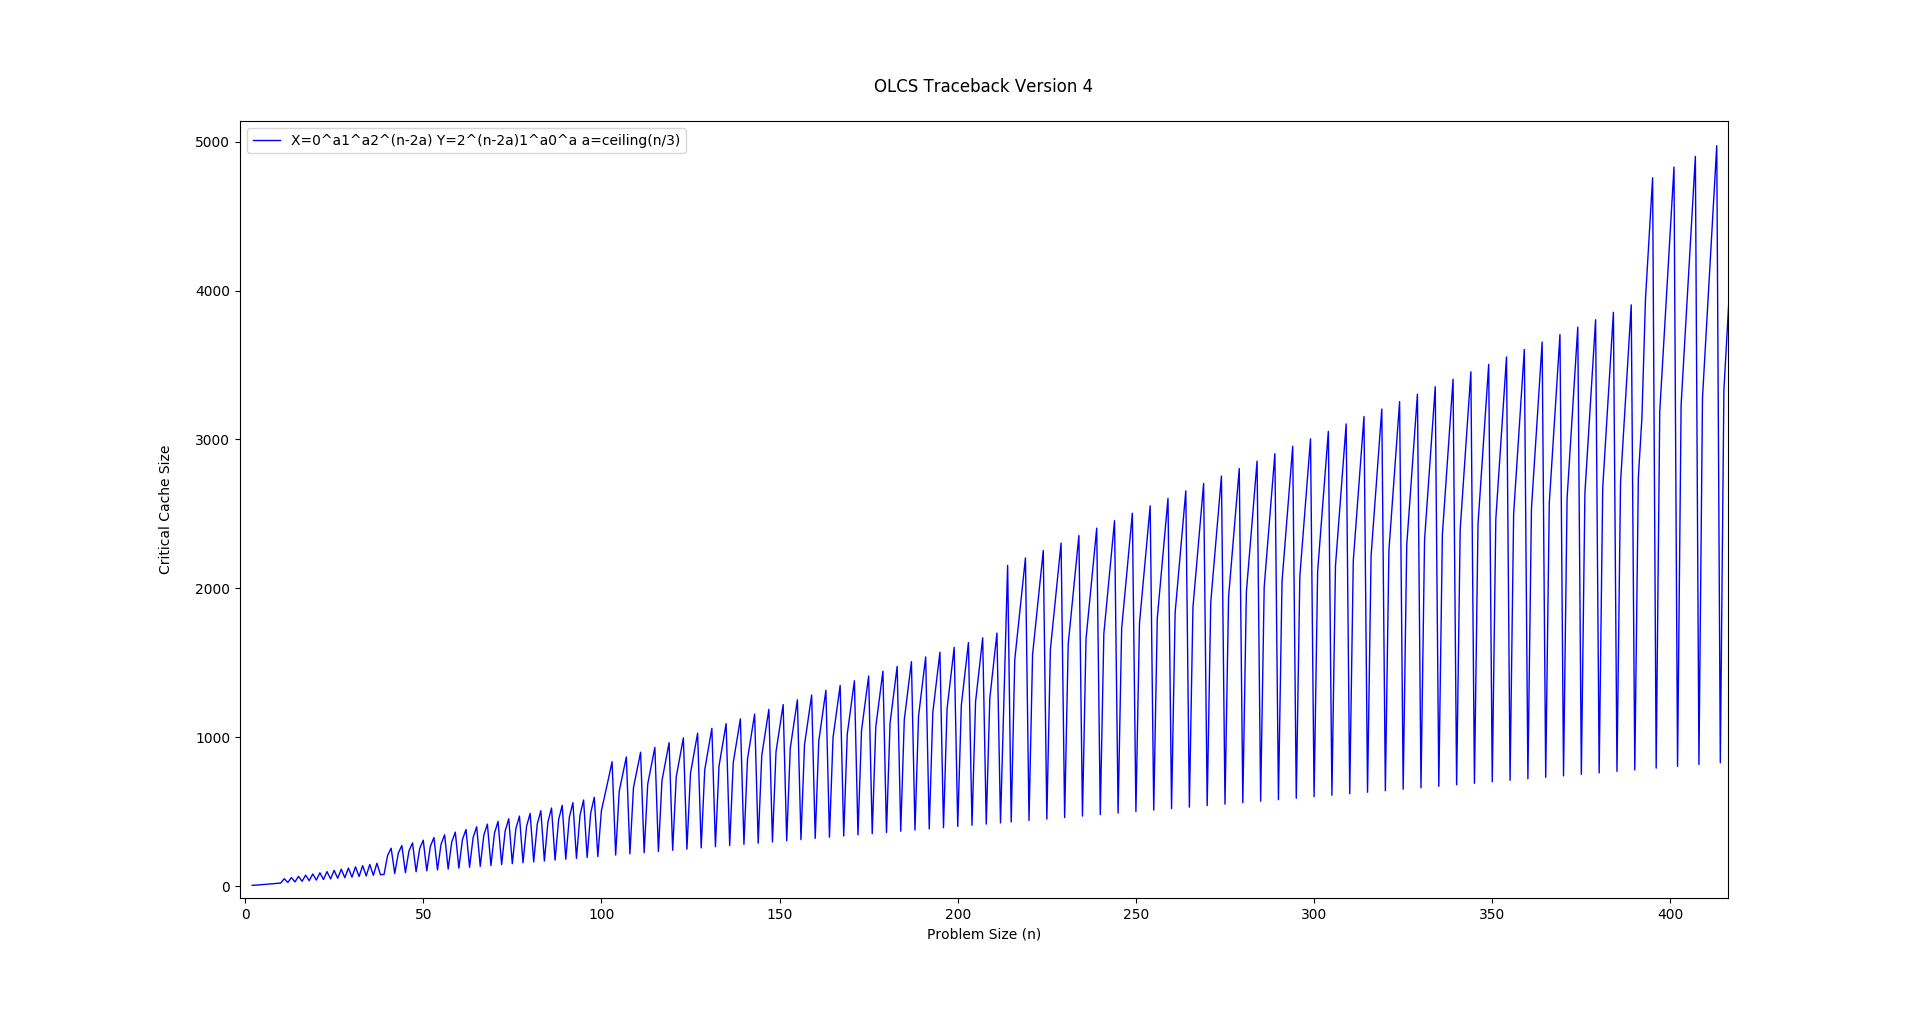 OLCS Traceback Version 4
X=0^a1^a2^(n-2a) Y=2^(n-2a)1^a0^a a=ceiling(n/3)
5000
4000
3000
2000
1000
0
Critical Cache Size
0 50 100 150 200 250 300 350 400
Problem Size (n)